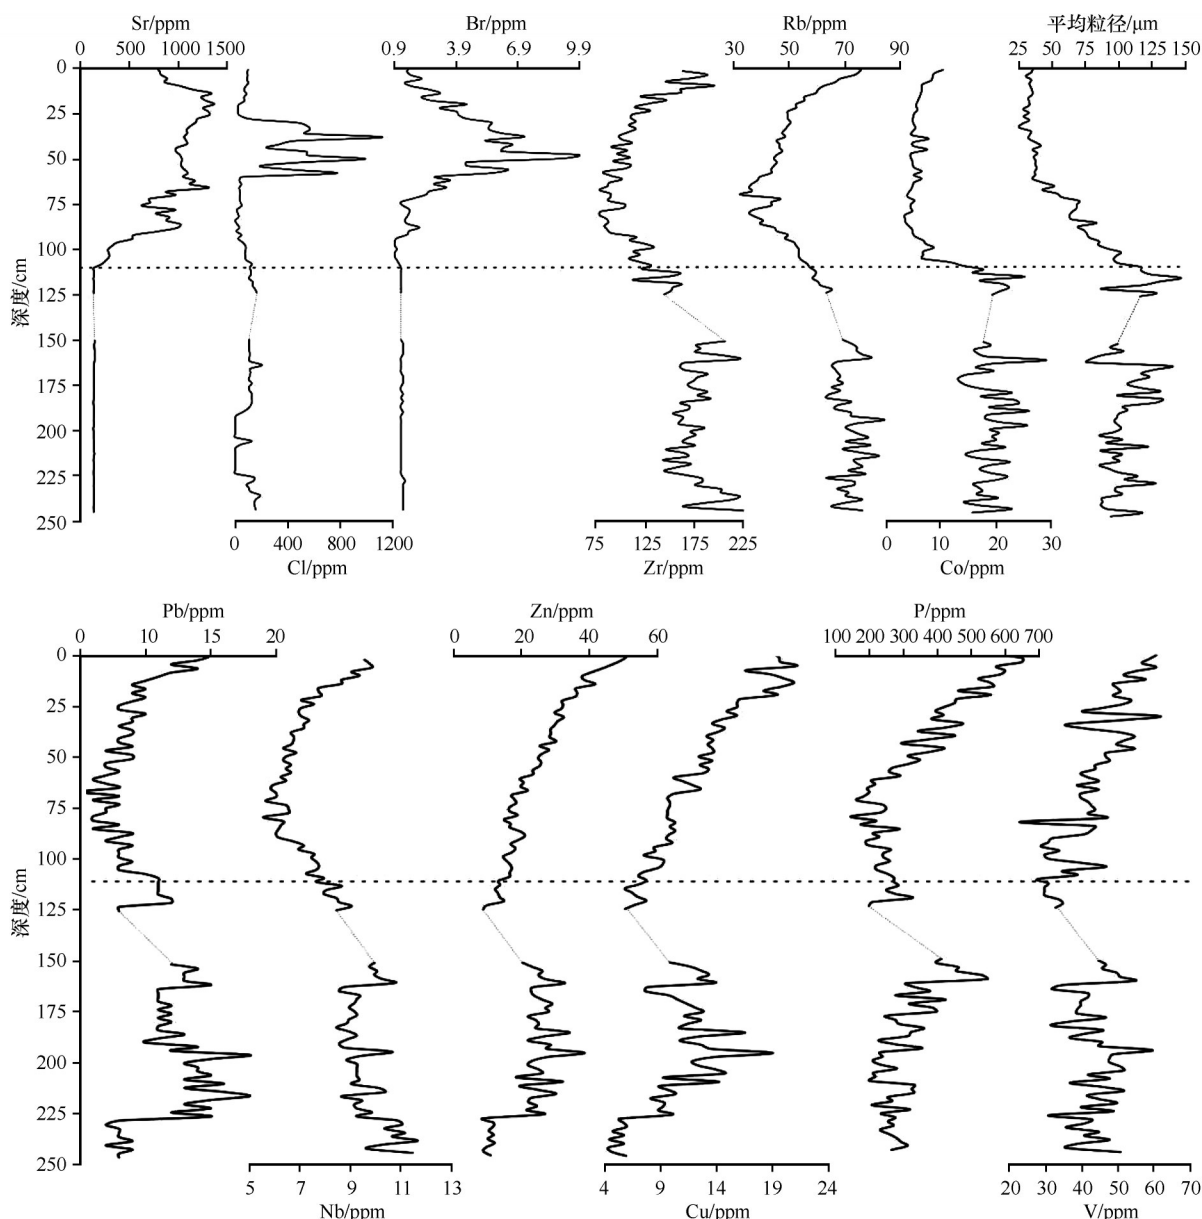 Sr/ppm Br/ppm Rb/ppm 平均粒径/μm
0 500 1000 1500 0.9 3.9 6.9 9.9 30 50 70 90 25 50 75 100 125 150
0
25
50
75
100
125
150
175
200
225
250
深度/cm
0 400 800 1200 75 125 175 225 0 10 20 30
Cl/ppm Zr/ppm Co/ppm
Pb/ppm Zn/ppm P/ppm
0 10 15 20 0 20 40 60 100 200 300 400 500 600 700
0
25
50
75
100
125
150
175
200
225
250
深度/cm
5 7 9 11 13 4 9 14 19 24 20 30 40 50 60 70
Nb/ppm Cu/ppm V/ppm